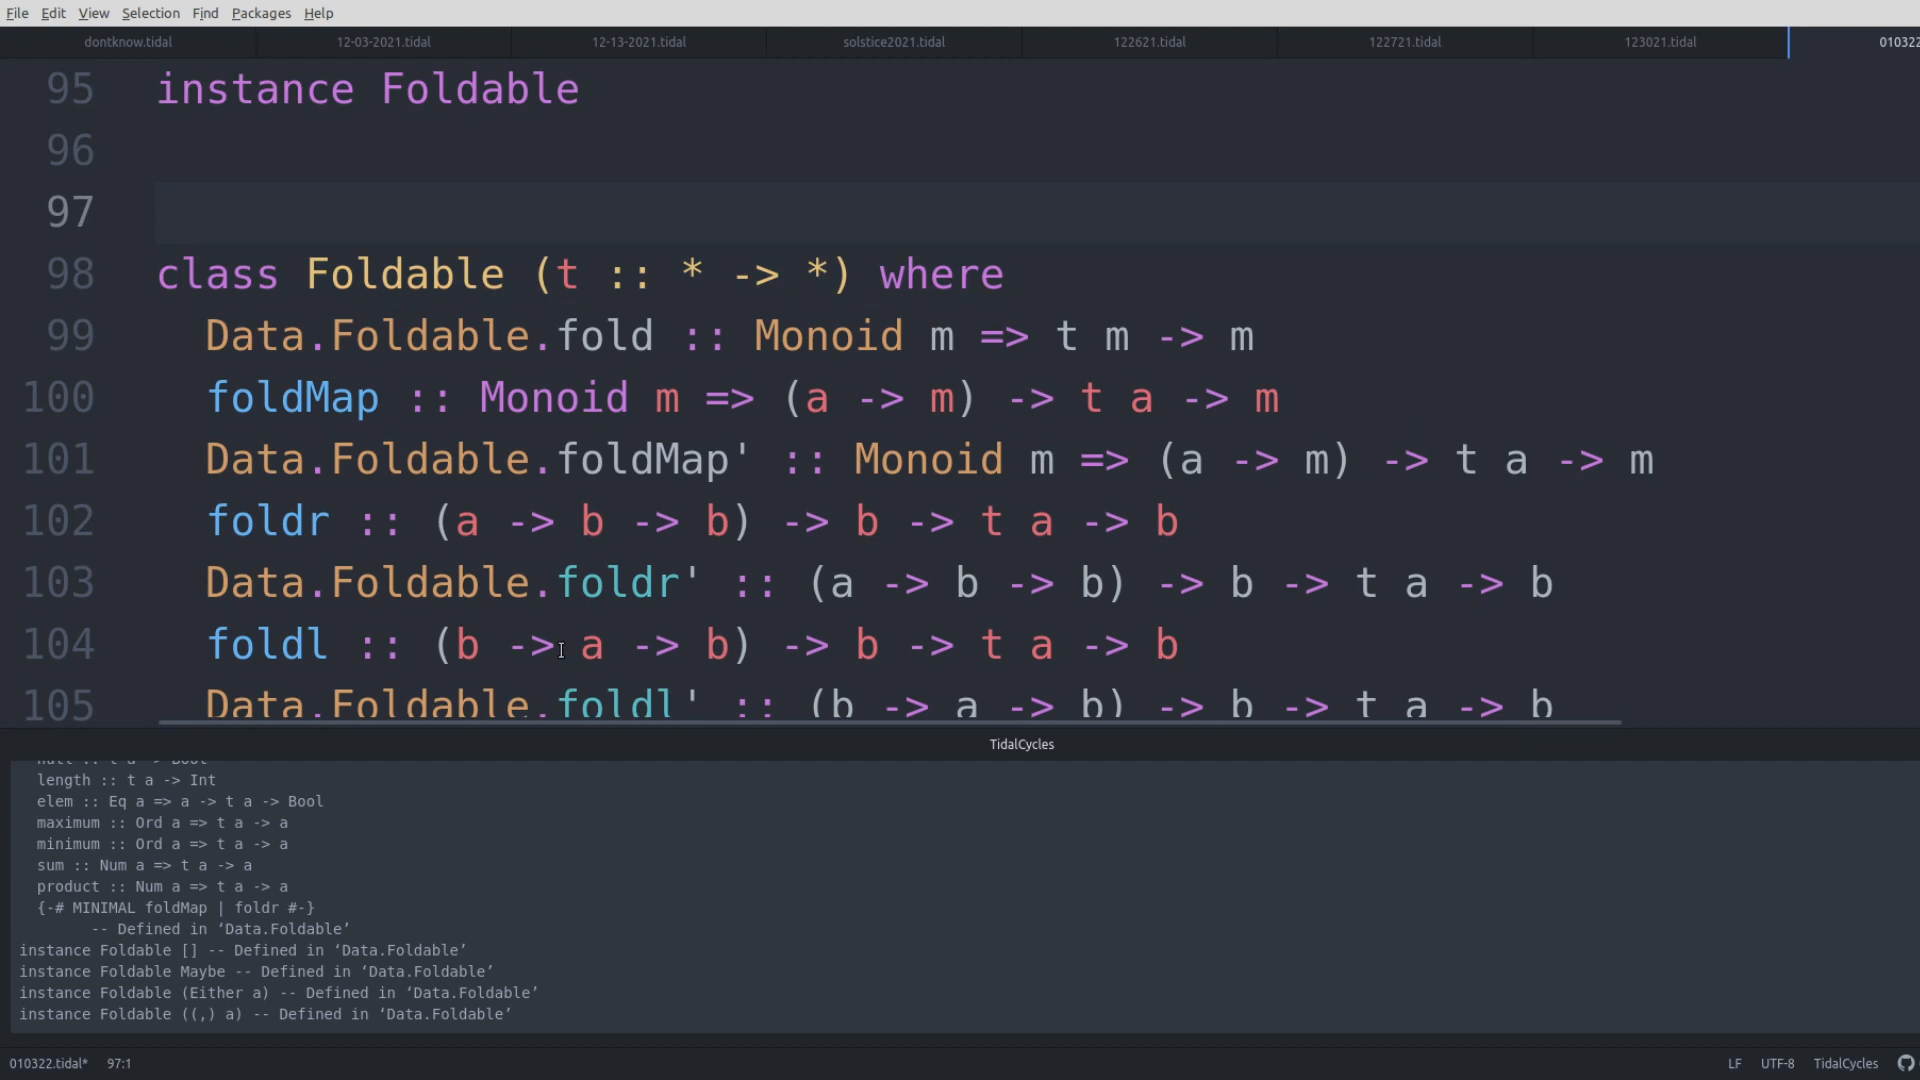 File Edit View Selection Find Packages Help
dontknow.tidal 12-03-2021.tidal 12-13-2021.tidal solstice2021.tidal 122621.tidal 122721.tidal 123021.tidal 010322
95 instance Foldable
96
97
98 class Foldable (t :: * -> *) where
99 Data.Foldable.fold :: Monoid m => t m -> m
100 foldMap :: Monoid m => (a -> m) -> t a -> m
101 Data.Foldable.foldMap' :: Monoid m => (a -> m) -> t a -> m
102 foldr :: (a -> b -> b) -> b -> t a -> b
103 Data.Foldable.foldr' :: (a -> b -> b) -> b -> t a -> b
104 foldl :: (b -> a -> b) -> b -> t a -> b
105 Data.Foldable.foldl' :: (b -> a -> b) -> b -> t a -> b
TidalCycles
null :: t a -> Bool
length :: t a -> Int
elem :: Eq a => a -> t a -> Bool
maximum :: Ord a => t a -> a
minimum :: Ord a => t a -> a
sum :: Num a => t a -> a
product :: Num a => t a -> a
{-# MINIMAL foldMap | foldr #-}
-- Defined in ‘Data.Foldable’
instance Foldable [] -- Defined in ‘Data.Foldable’
instance Foldable Maybe -- Defined in ‘Data.Foldable’
instance Foldable (Either a) -- Defined in ‘Data.Foldable’
instance Foldable ((,) a) -- Defined in ‘Data.Foldable’
010322.tidal* 97:1 LF UTF-8 TidalCycles